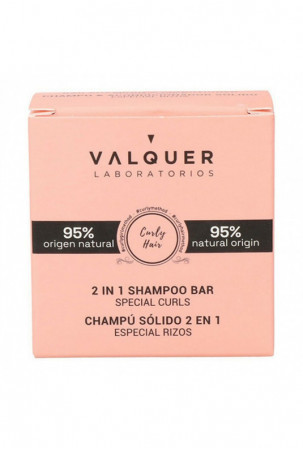 VALQUER
LABORATORIOS
95%
origen natural
#curlymethod
Curly
Hair
95%
natural origin
2 IN 1 SHAMPOO BAR
SPECIAL CURLS
CHAMPÚ SÓLIDO 2 EN 1
ESPECIAL RIZOS